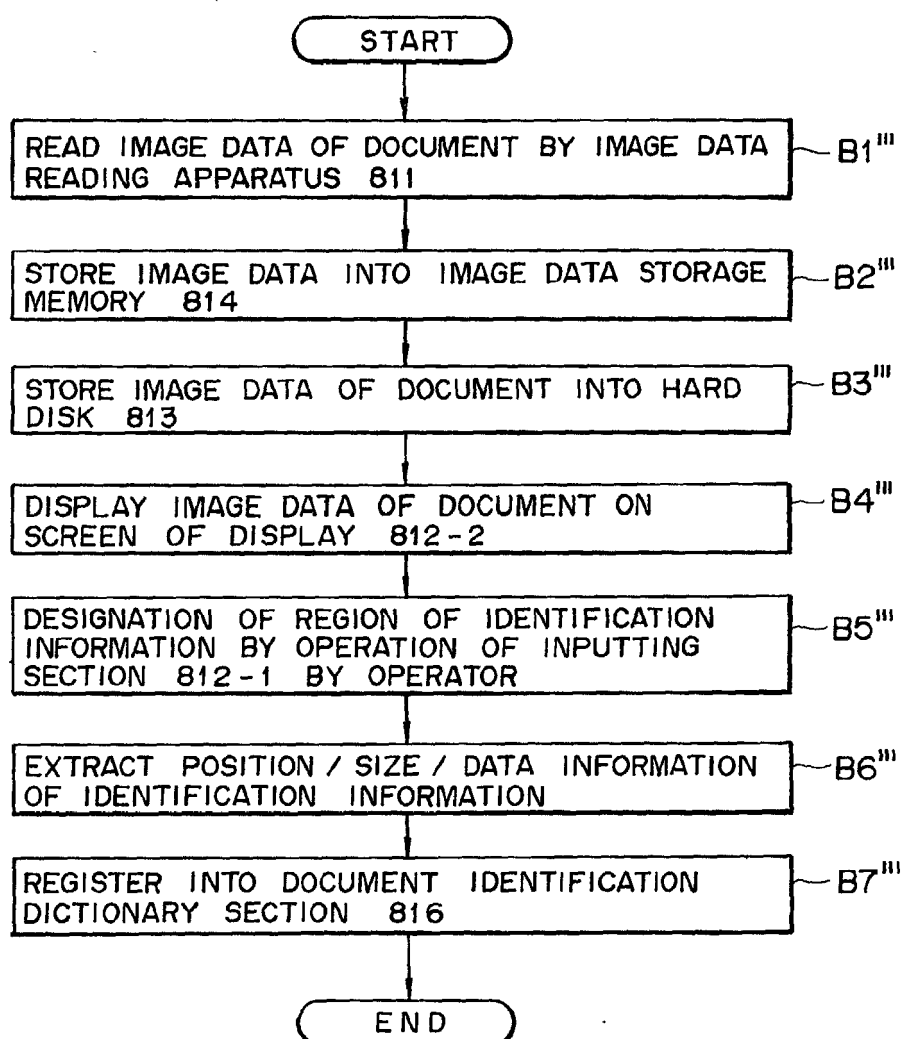 START
READ IMAGE DATA OF DOCUMENT BY IMAGE DATA
READING APPARATUS 811
B1'''
STORE IMAGE DATA INTO IMAGE DATA STORAGE
MEMORY 814
B2'''
STORE IMAGE DATA OF DOCUMENT INTO HARD
DISK 813
B3'''
DISPLAY IMAGE DATA OF DOCUMENT ON
SCREEN OF DISPLAY 812-2
B4'''
DESIGNATION OF REGION OF IDENTIFICATION
INFORMATION BY OPERATION OF INPUTTING
SECTION 812-1 BY OPERATOR
B5'''
EXTRACT POSITION / SIZE / DATA INFORMATION
OF IDENTIFICATION INFORMATION
B6'''
REGISTER INTO DOCUMENT IDENTIFICATION
DICTIONARY SECTION 816
B7'''
END